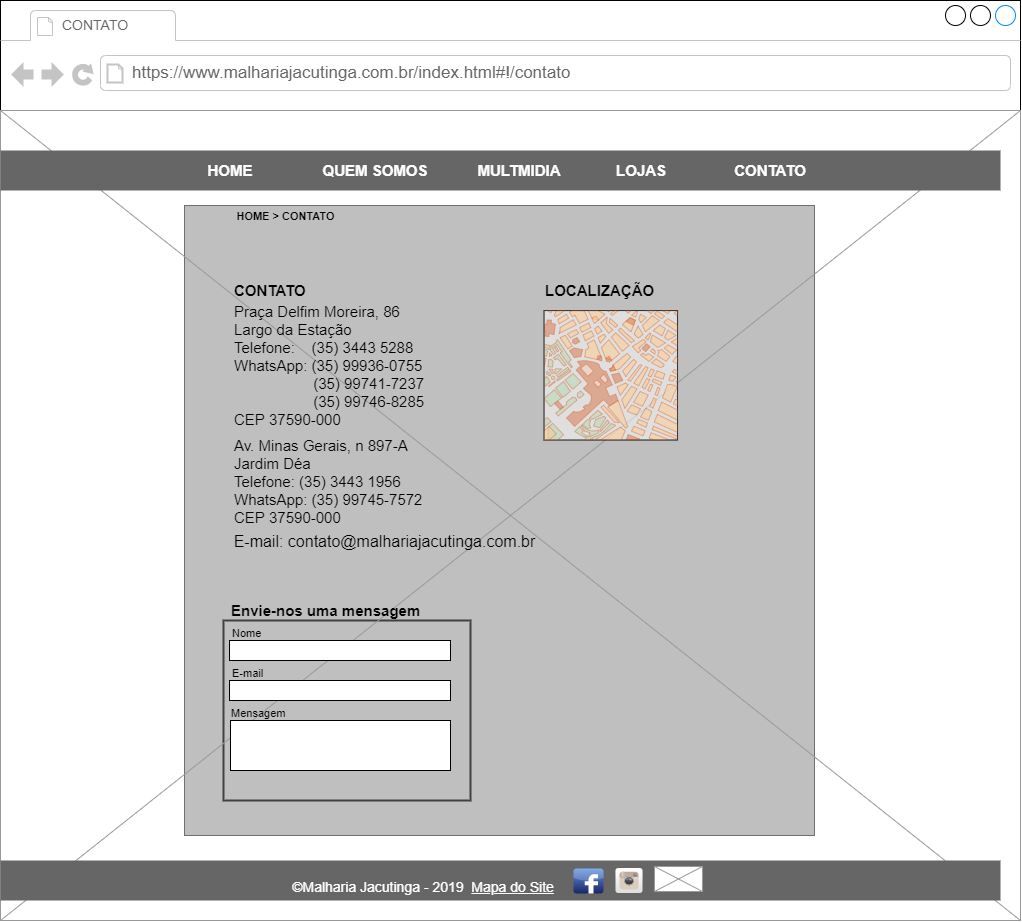 CONTATO
https://www.malhariajacutinga.com.br/index.html#!/contato
HOME QUEM SOMOS MULTMIDIA LOJAS CONTATO
HOME > CONTATO
CONTATO
Praça Delfim Moreira, 86
Largo da Estação
Telefone: (35) 3443 5288
WhatsApp: (35) 99936-0755
(35) 99741-7237
(35) 99746-8285
CEP 37590-000
Av. Minas Gerais, n 897-A
Jardim Déa
Telefone: (35) 3443 1956
WhatsApp: (35) 99745-7572
CEP 37590-000
E-mail: contato@malhariajacutinga.com.br
LOCALIZAÇÃO
Envie-nos uma mensagem
Nome
E-mail
Mensagem
©Malharia Jacutinga - 2019 Mapa do Site